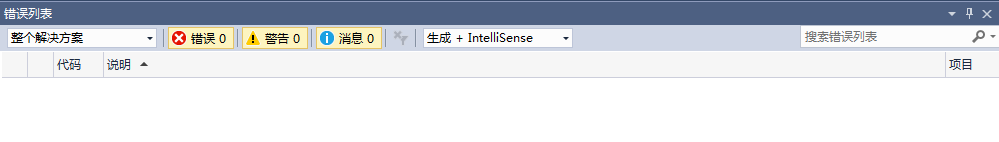 错误列表
整个解决方案 错误 0 警告 0 消息 0 生成 + IntelliSense 搜索错误列表
代码 说明 项目